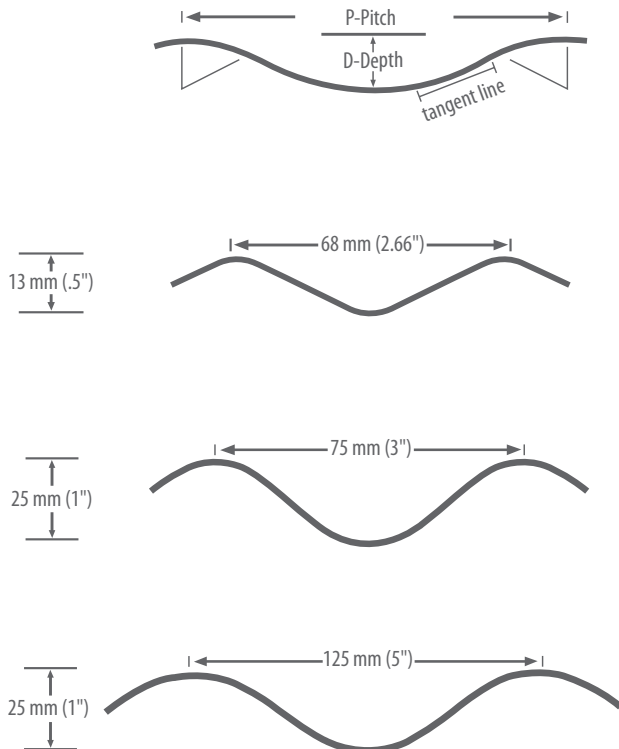 P-Pitch
D-Depth
tangent line
68 mm (2.66")
13 mm (.5")
75 mm (3")
25 mm (1")
125 mm (5")
25 mm (1")